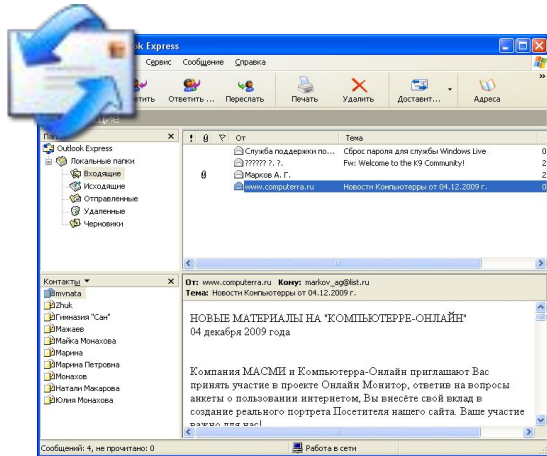 ok Express
Сервис Сообщение Справка
Ответить ... Переслать Печать Удалить Доставит... Адреса
От Тема
Outlook Express
Локальные папки
Входящие
Исходящие
Отправленные
Удаленные
Черновики
Служба поддержки по... Сброс пароля для службы Windows Live
?????? ?. ?. Fw: Welcome to the K9 Community!
Марков А. Г.
www.computerra.ru Новости Компьютерры от 04.12.2009 г.
Контакты
mvnata
Zhuk
Гимназия "Сан"
Мажаев
Майка Монахова
Марина
Марина Петровна
Монахов
Натали Макарова
Юлия Монахова
От: www.computerra.ru Кому: markov_ag@list.ru
Тема: Новости Компьютерры от 04.12.2009 г.
НОВЫЕ МАТЕРИАЛЫ НА "КОМПЬЮТЕРРЕ-ОНЛАЙН"
04 декабря 2009 года
Компания МАСМИ и Компьютерра-Онлайн приглашают Вас
принять участие в проекте Онлайн Монитор, ответив на вопросы
анкеты о пользовании интернетом, Вы внесёте свой вклад в
создание реального портрета Посетителя нашего сайта. Ваше участие
важно для нас!
Сообщений: 4, не прочитано: 0 Работа в сети